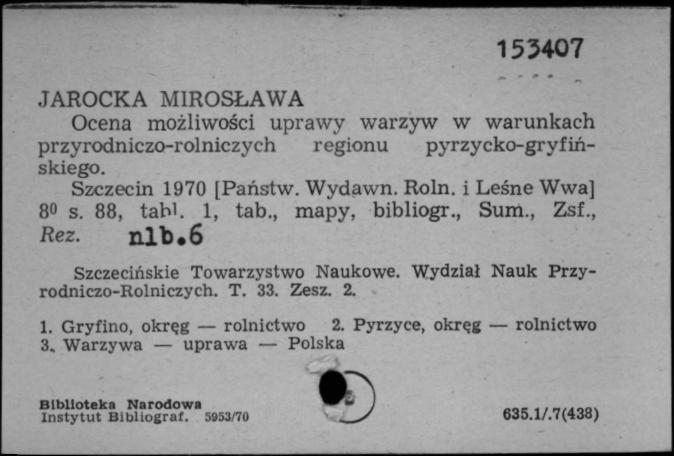 153407
JAROCKA MIROSŁAWA
Ocena możliwości uprawy warzyw w warunkach
przyrodniczo-rolniczych regionu pyrzycko-gryfiń-
skiego.
Szczecin 1970 [Państw. Wydawn. Roln. i Leśne Wwa]
8⁰ s. 88, tabl. 1, tab., mapy, bibliogr., Sum., Zsf.,
Rez. nlb.6
Szczecińskie Towarzystwo Naukowe. Wydział Nauk Przy-
rodniczo-Rolniczych. T. 33. Zesz. 2.
1. Gryfino, okręg — rolnictwo 2. Pyrzyce, okręg — rolnictwo
3. Warzywa — uprawa — Polska
Biblioteka Narodowa
Instytut Bibliograf. 5953/70
635.1/.7(438)